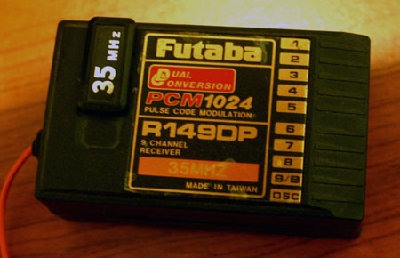 35 MHz
Futaba
DUAL
CONVERSION
PCM1024
PULSE CODE MODULATION
R149DP
9 CHANNEL
RECEIVER
35MHZ
MADE IN TAIWAN
1
2
3
4
5
6
7
8
OSC